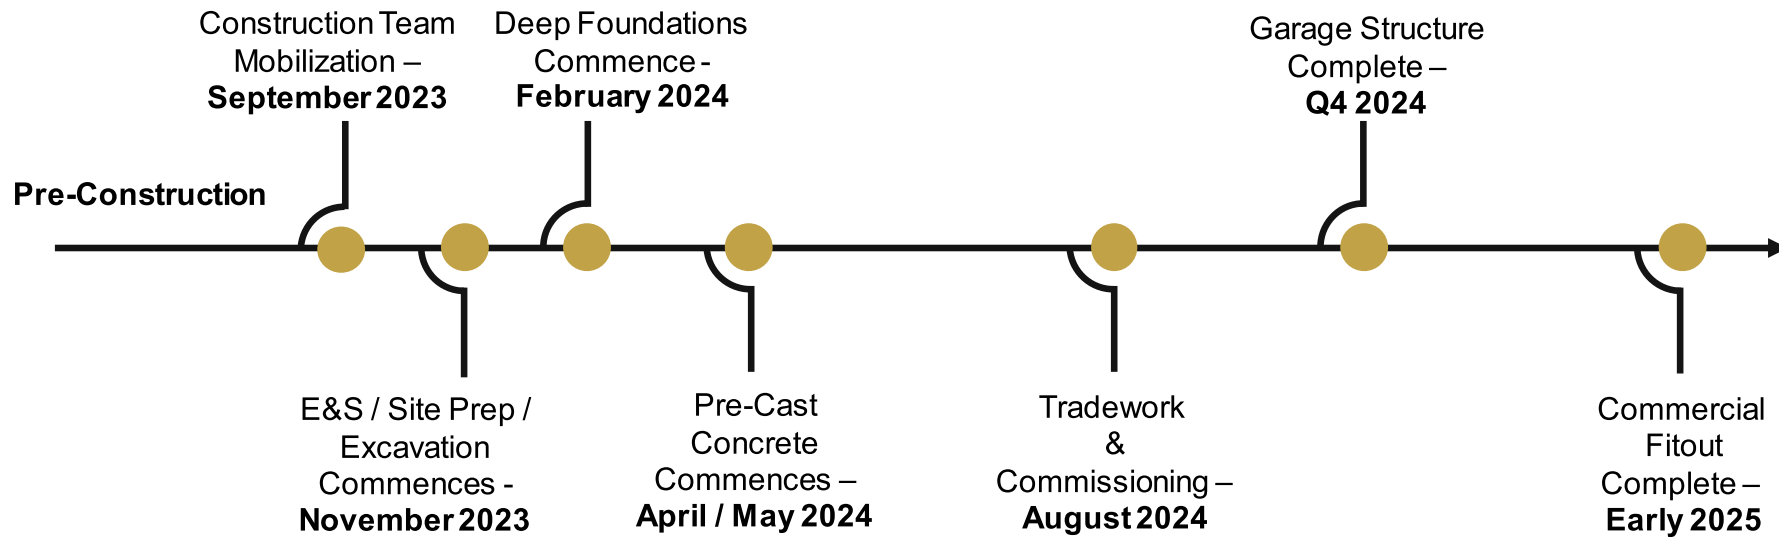 Construction Team
Mobilization –
September 2023
Deep Foundations
Commence -
February 2024
Garage Structure
Complete –
Q4 2024
Pre-Construction
E&S / Site Prep /
Excavation
Commences -
November 2023
Pre-Cast
Concrete
Commences –
April / May 2024
Tradework
&
Commissioning –
August 2024
Commercial
Fitout
Complete –
Early 2025